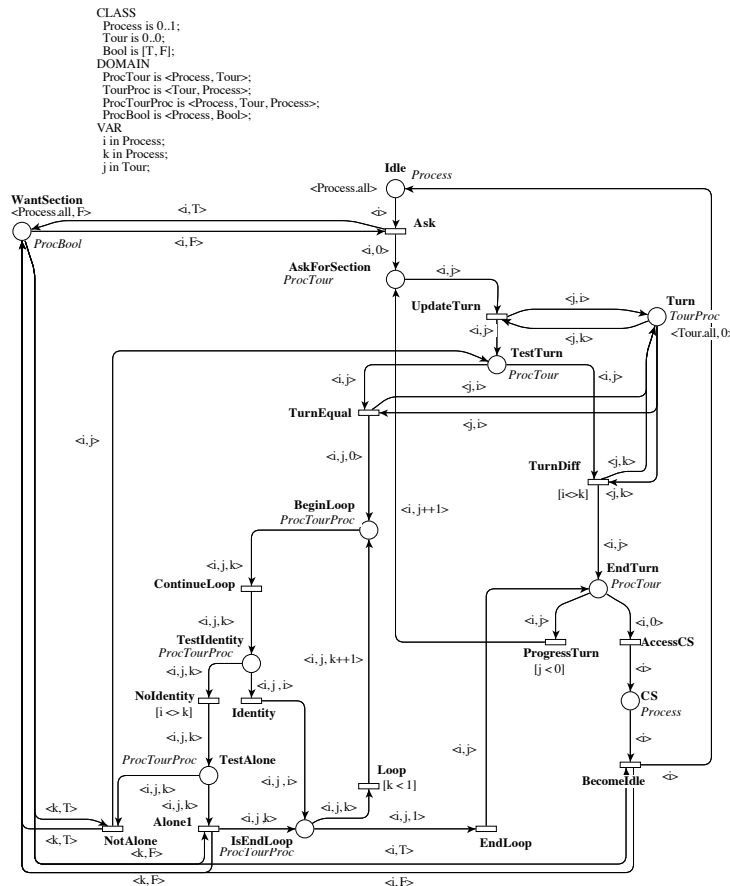 CLASS
Process is 0..1;
Tour is 0..0;
Bool is [T, F];
DOMAIN
ProcTour is <Process, Tour>;
TourProc is <Tour, Process>;
ProcTourProc is <Process, Tour, Process>;
ProcBool is <Process, Bool>;
VAR
i in Process;
k in Process;
j in Tour;
Idle
Process
<Process.all>
WantSection
<Process.all, F>
<i, T>
<i>
Ask
ProcBool
<i, F>
<i, 0>
AskForSection
ProcTour
<i, j>
UpdateTurn
<j, i>
Turn
TourProc
<i, j>
<j, k>
<Tour.all, 0>
TestTurn
ProcTour
<i, j>
<j, i>
<i, j>
TurnEqual
<j, i>
<i, j>
<i, j, 0>
TurnDiff
<j, k>
[i<>k]
<j, k>
BeginLoop
ProcTourProc
<i, j++1>
<i, j>
<i, j, k>
EndTurn
ContinueLoop
ProcTour
<i, j, k>
<i, j>
<i, 0>
TestIdentity
ProcTourProc
AccessCS
<i, j, k>
<i, j, k++1>
ProgressTurn
<i>
[j < 0]
<i, j , i>
NoIdentity
CS
[i <> k]
Identity
Process
<i, j, k>
<i, j>
<i>
ProcTourProc
TestAlone
<i, j , i>
Loop
[k < 1]
BecomeIdle
<i>
<i, j, k>
<k, T>
<i, j, k>
<i, j, k>
Alone1
<i, j ,k>
<i, j, 1>
<k, T>
NotAlone
IsEndLoop
EndLoop
<k, F>
ProcTourProc
<i, T>
<k, F>
<i, F>